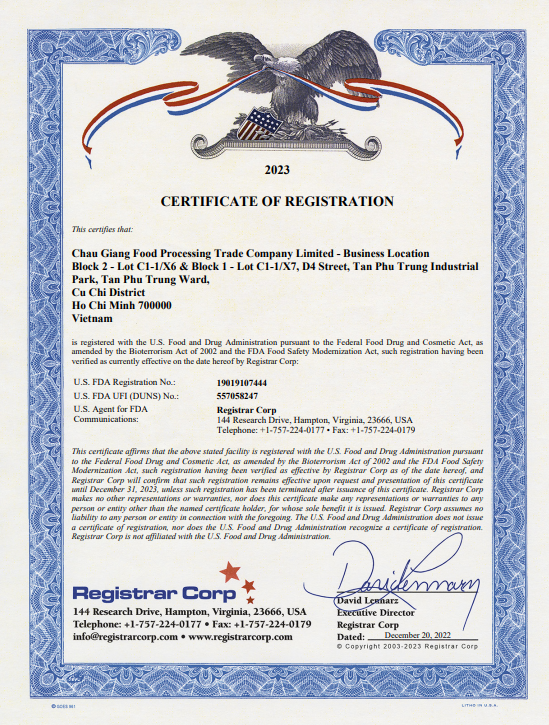 2023
CERTIFICATE OF REGISTRATION
This certifies that:
Chau Giang Food Processing Trade Company Limited - Business Location
Block 2 - Lot C1-1/X6 & Block 1 - Lot C1-1/X7, D4 Street, Tan Phu Trung Industrial
Park, Tan Phu Trung Ward,
Cu Chi District
Ho Chi Minh 700000
Vietnam
is registered with the U.S. Food and Drug Administration pursuant to the Federal Food Drug and Cosmetic Act, as
amended by the Bioterrorism Act of 2002 and the FDA Food Safety Modernization Act, such registration having been
verified as currently effective on the date hereof by Registrar Corp:
U.S. FDA Registration No.: 19019107444
U.S. FDA UFI (DUNS) No.: 557058247
U.S. Agent for FDA Registrar Corp
Communications: 144 Research Drive, Hampton, Virginia, 23666, USA
Telephone: +1-757-224-0177 • Fax: +1-757-224-0179
This certificate affirms that the above stated facility is registered with the U.S. Food and Drug Administration pursuant
to the Federal Food Drug and Cosmetic Act, as amended by the Bioterrorism Act of 2002 and the FDA Food Safety
Modernization Act, such registration having been verified as effective by Registrar Corp as of the date hereof, and
Registrar Corp will confirm that such registration remains effective upon request and presentation of this certificate
until December 31, 2023, unless such registration has been terminated after issuance of this certificate. Registrar Corp
makes no other representations or warranties, nor does this certificate make any representations or warranties to any
person or entity other than the named certificate holder, for whose sole benefit it is issued. Registrar Corp assumes no
liability to any person or entity in connection with the foregoing. The U.S. Food and Drug Administration does not issue
a certificate of registration, nor does the U.S. Food and Drug Administration recognize a certificate of registration.
Registrar Corp is not affiliated with the U.S. Food and Drug Administration.
Registrar Corp
144 Research Drive, Hampton, Virginia, 23666, USA
Telephone: +1-757-224-0177 • Fax: +1-757-224-0179
info@registrarcorp.com • www.registrarcorp.com
David Lennarz
David Lennarz
Executive Director
Registrar Corp
Dated: December 20, 2022
© Copyright 2003-2023 Registrar Corp
LITHO IN U.S.A.